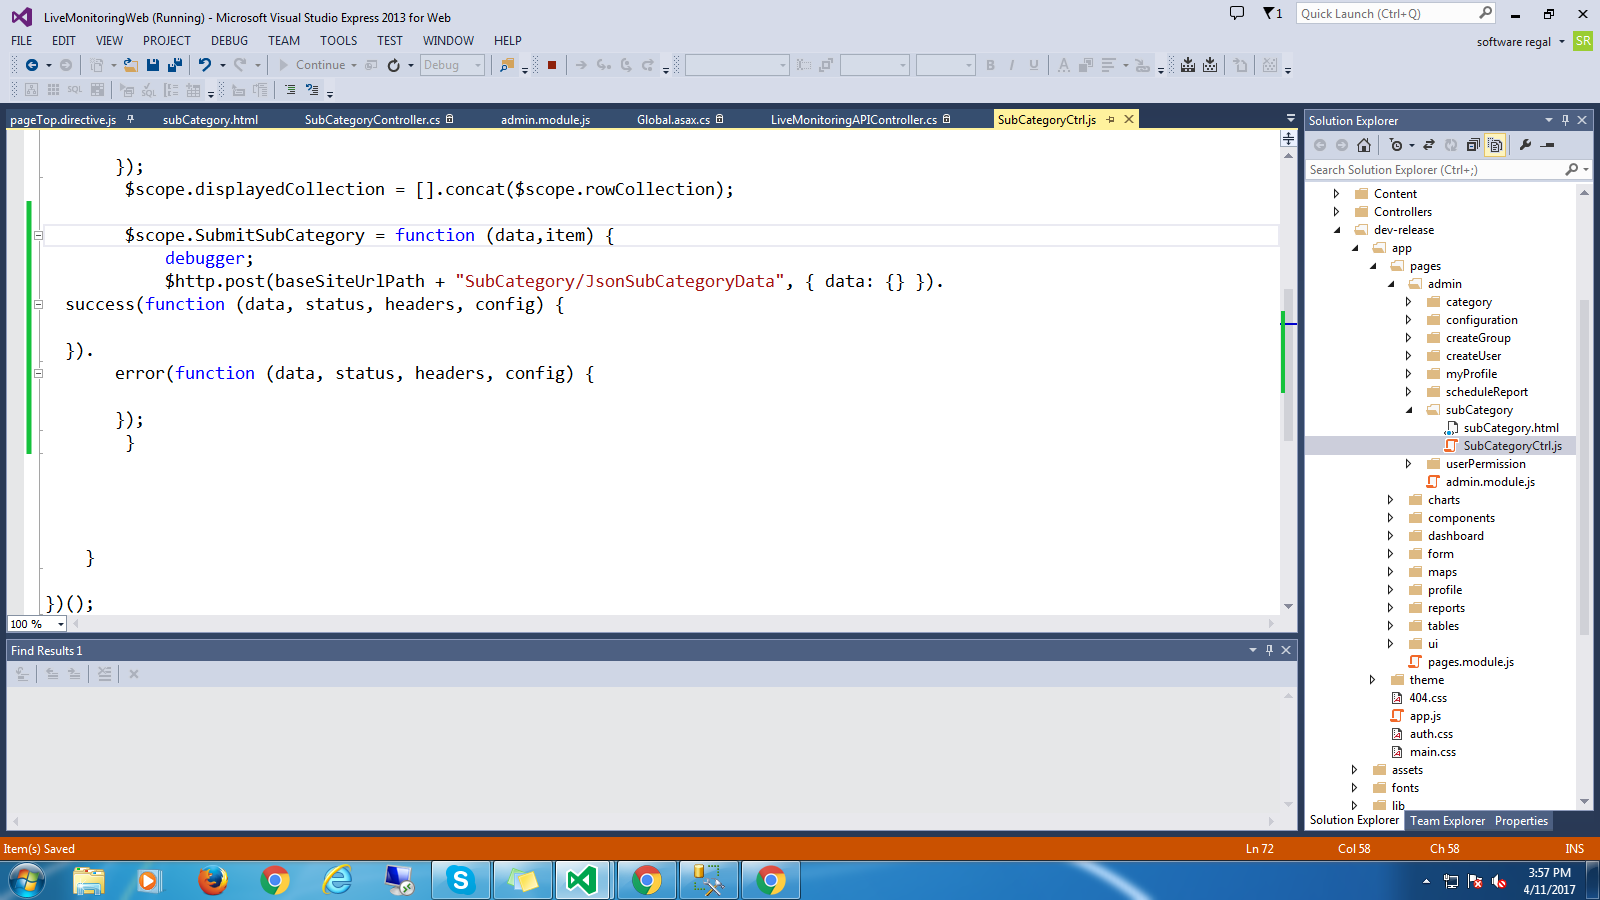 LiveMonitoringWeb (Running) - Microsoft Visual Studio Express 2013 for Web
1
Quick Launch (Ctrl+Q)
FILE EDIT VIEW PROJECT DEBUG TEAM TOOLS TEST WINDOW HELP
software regal SR
Continue Debug
SQL SQL
pageTop.directive.js subCategory.html SubCategoryController.cs admin.module.js Global.asax.cs LiveMonitoringAPIController.cs SubCategoryCtrl.js
});
$scope.displayedCollection = [].concat($scope.rowCollection);
$scope.SubmitSubCategory = function (data,item) {
debugger;
$http.post(baseSiteUrlPath + "SubCategory/JsonSubCategoryData", { data: {} }).
success(function (data, status, headers, config) {
}).
error(function (data, status, headers, config) {
});
}
}
})();
100 %
Find Results 1
Solution Explorer
Search Solution Explorer (Ctrl+;)
Content
Controllers
dev-release
app
pages
admin
category
configuration
createGroup
createUser
myProfile
scheduleReport
subCategory
subCategory.html
SubCategoryCtrl.js
userPermission
admin.module.js
charts
components
dashboard
form
maps
profile
reports
tables
ui
pages.module.js
theme
404.css
app.js
auth.css
main.css
assets
fonts
lib
Solution Explorer Team Explorer Properties
Item(s) Saved
Ln 72 Col 58 Ch 58 INS
3:57 PM
4/11/2017